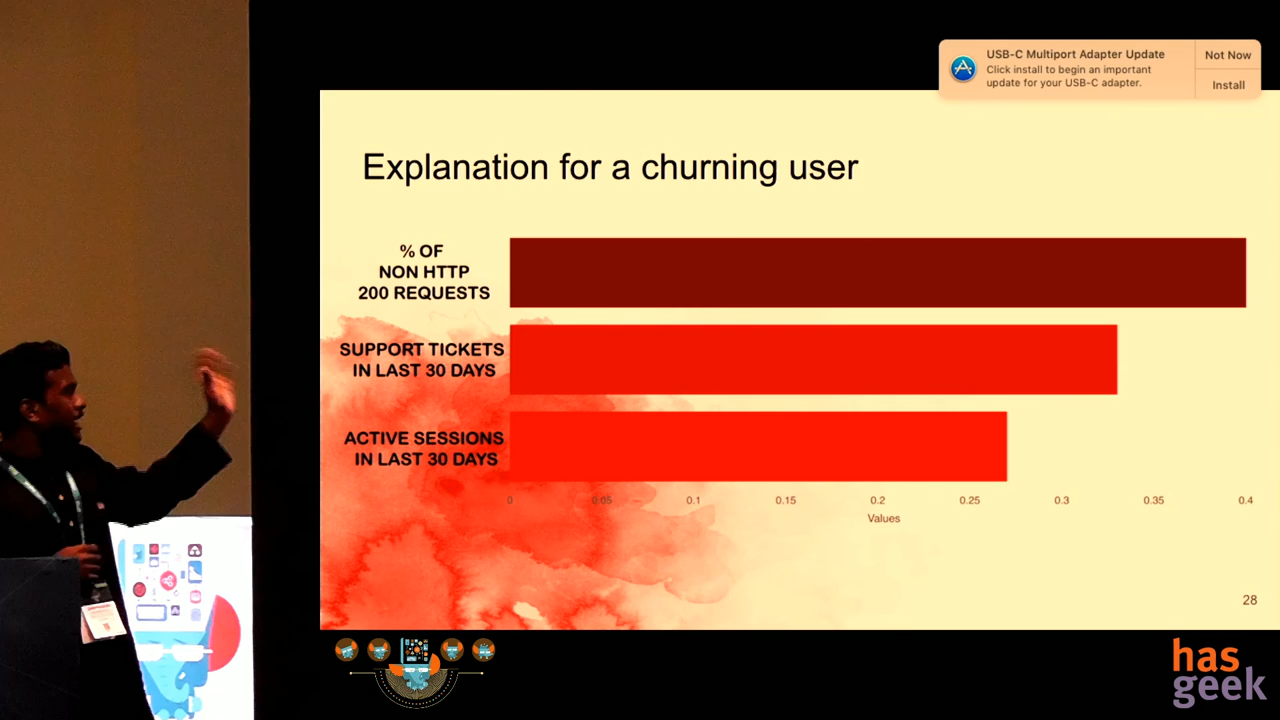 USB-C Multiport Adapter Update
Click install to begin an important
update for your USB-C adapter.
Not Now
Install
Explanation for a churning user
% OF
NON HTTP
200 REQUESTS
SUPPORT TICKETS
IN LAST 30 DAYS
ACTIVE SESSIONS
IN LAST 30 DAYS
0 0.05 0.1 0.15 0.2 0.25 0.3 0.35 0.4
Values
28
has
geek